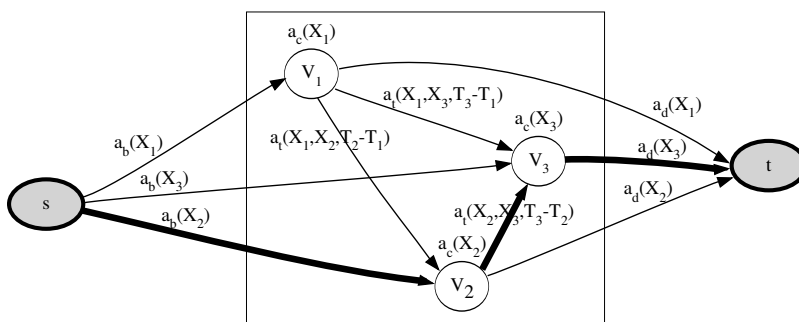 a_c(X_1)
V_1
a_t(X_1,X_3,T_3-T_1)
a_d(X_1)
a_c(X_3)
a_b(X_1)
a_t(X_1,X_2,T_2-T_1)
a_b(X_3)
V_3
a_d(X_3)
t
s
a_d(X_2)
a_b(X_2)
a_t(X_2,X_3,T_3-T_2)
a_c(X_2)
V_2